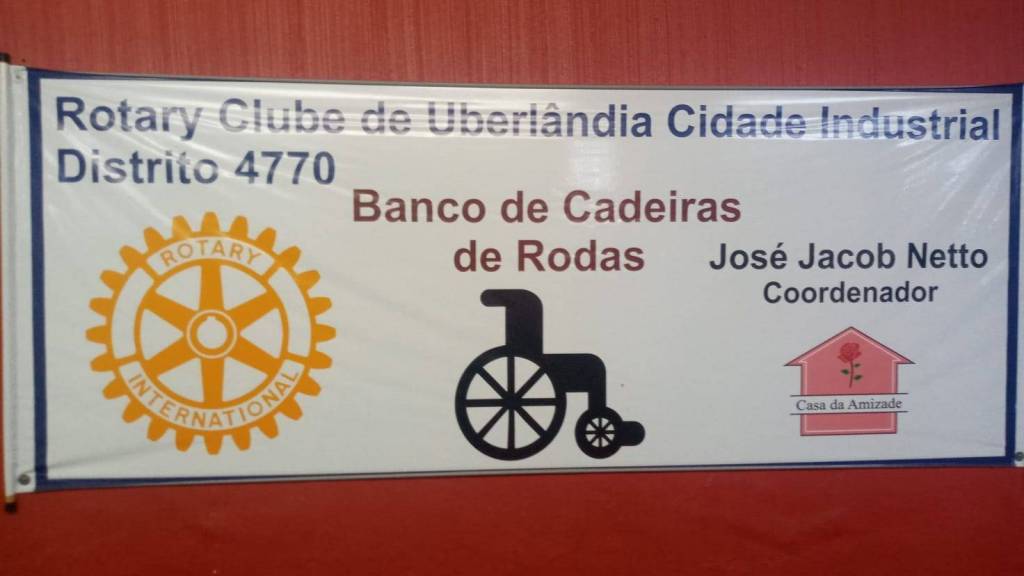 Rotary Clube de Uberlândia Cidade Industrial
Distrito 4770
Banco de Cadeiras
de Rodas
José Jacob Netto
Coordenador
ROTARY
INTERNATIONAL
Casa da Amizade